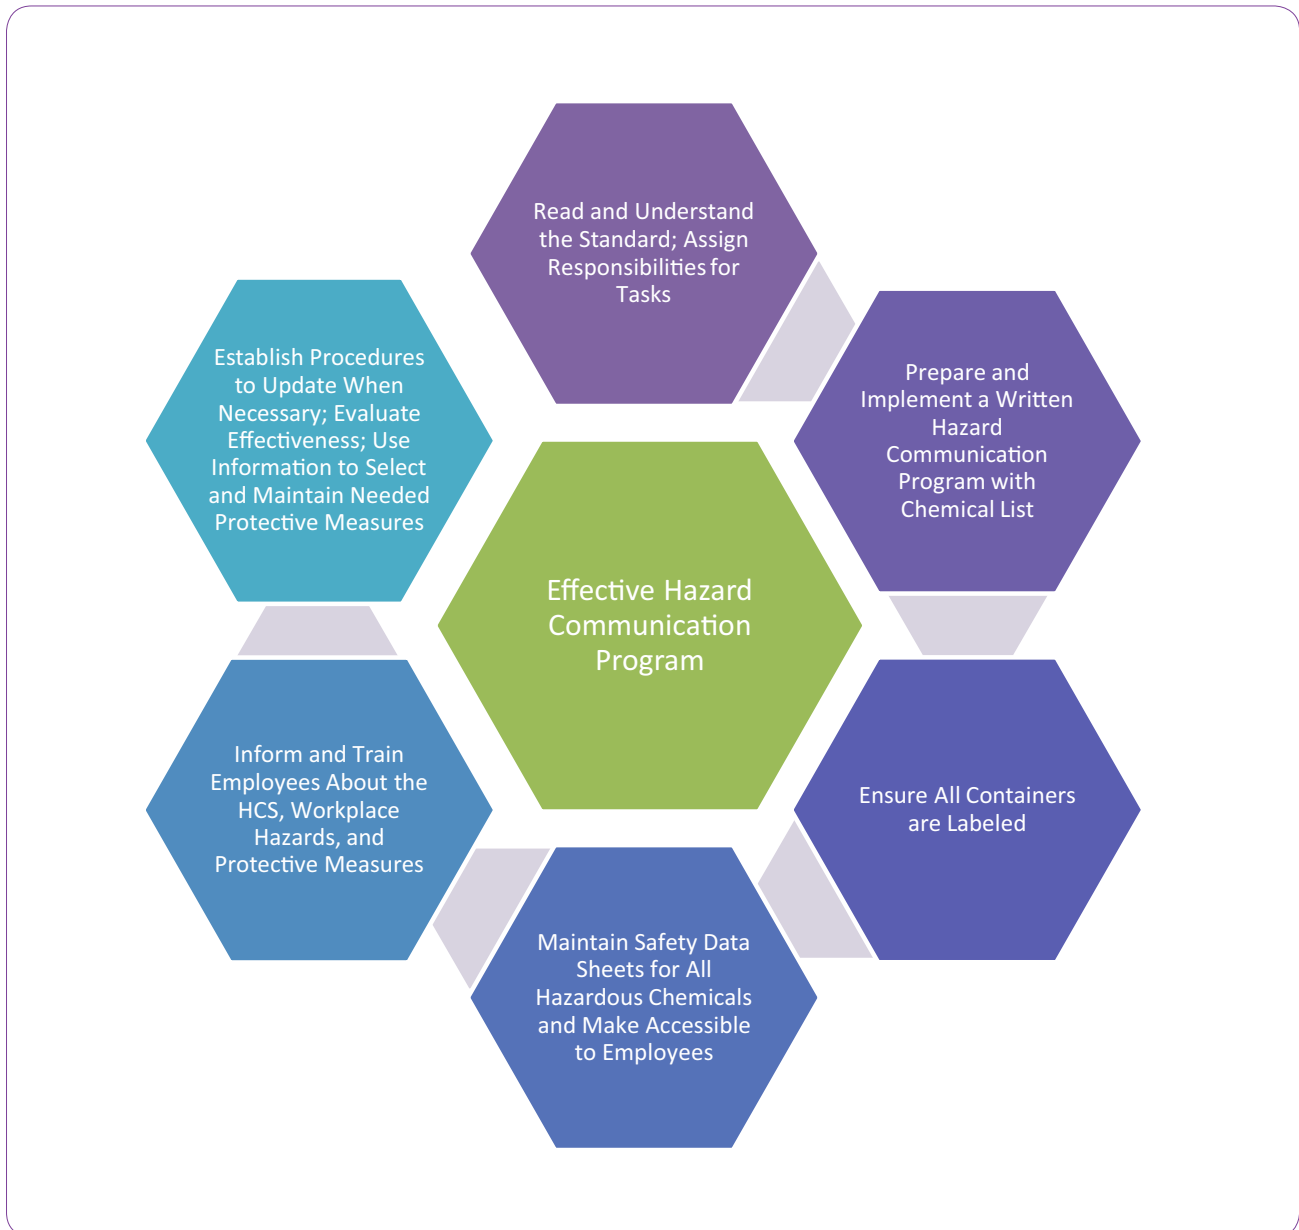 Read and Understand
the Standard; Assign
Responsibilities for
Tasks
Prepare and
Implement a Written
Hazard
Communication
Program with
Chemical List
Ensure All Containers
are Labeled
Maintain Safety Data
Sheets for All
Hazardous Chemicals
and Make Accessible
to Employees
Inform and Train
Employees About the
HCS, Workplace
Hazards, and
Protective Measures
Establish Procedures
to Update When
Necessary; Evaluate
Effectiveness; Use
Information to Select
and Maintain Needed
Protective Measures
Effective Hazard
Communication
Program